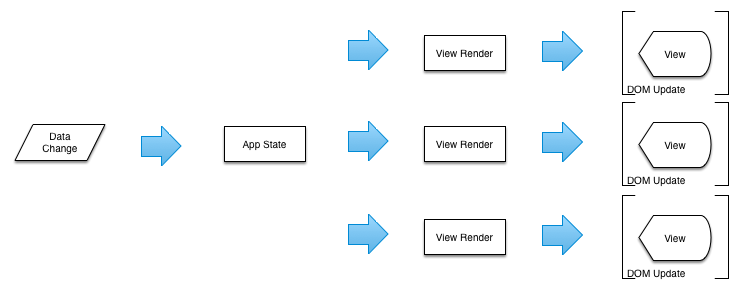 View Render
View
DOM Update
Data
Change
App State
View Render
View
DOM Update
View Render
View
DOM Update